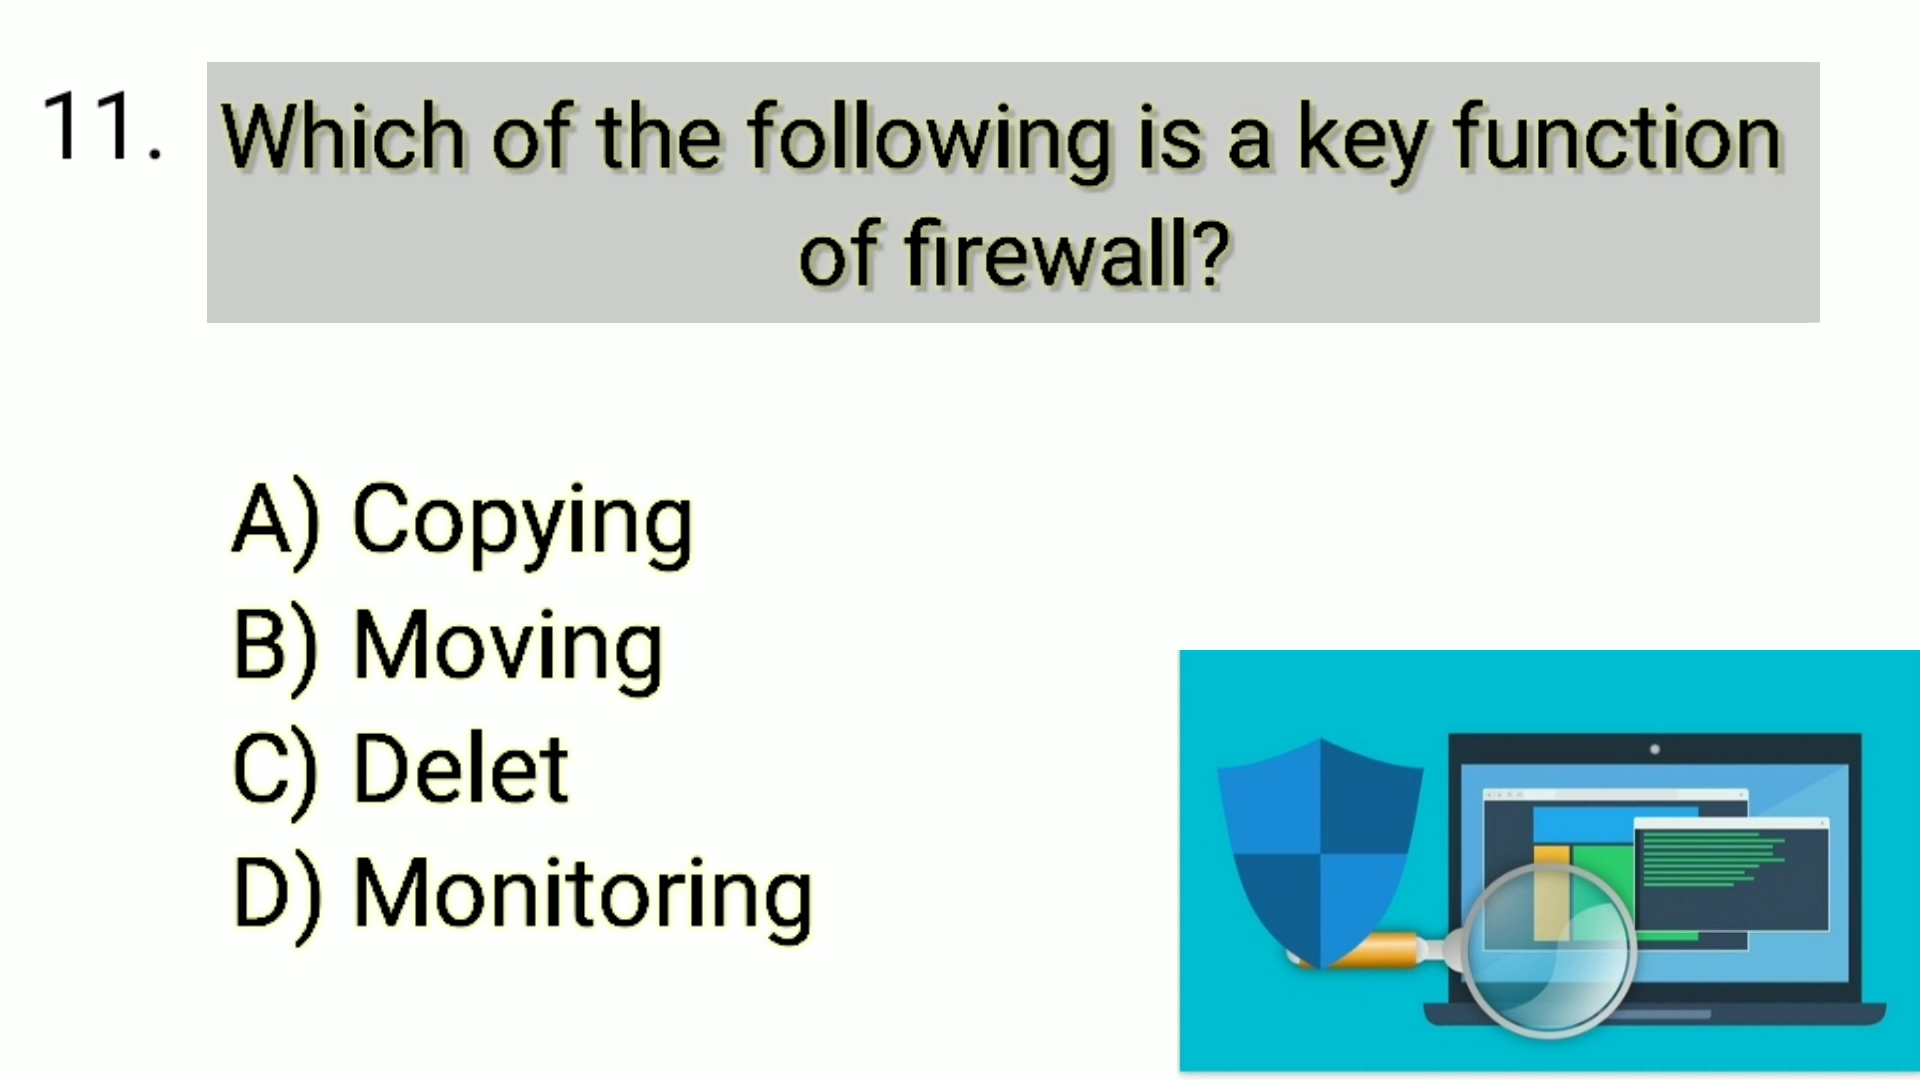 11. Which of the following is a key function
of firewall?
A) Copying
B) Moving
C) Delet
D) Monitoring